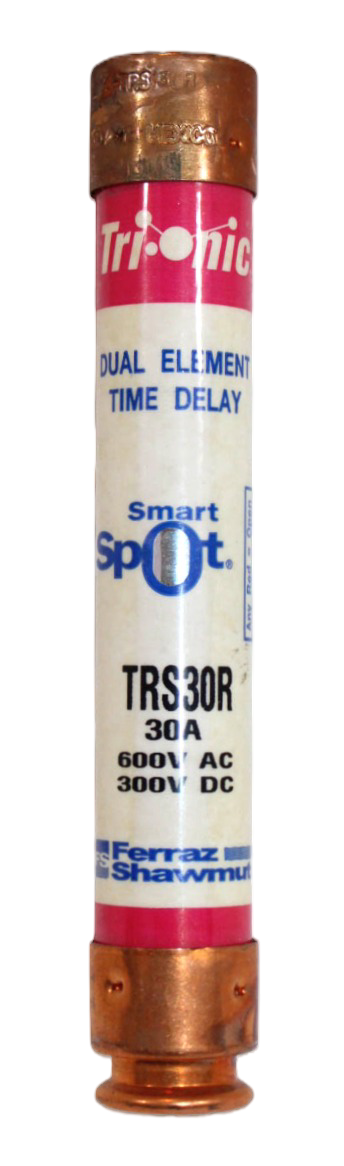 MEXICO
Tri-onic
DUAL ELEMENT
TIME DELAY
Smart
Spot®
Any Red = Open
TRS30R
30A
600V AC
300V DC
Ferraz
Shawmut